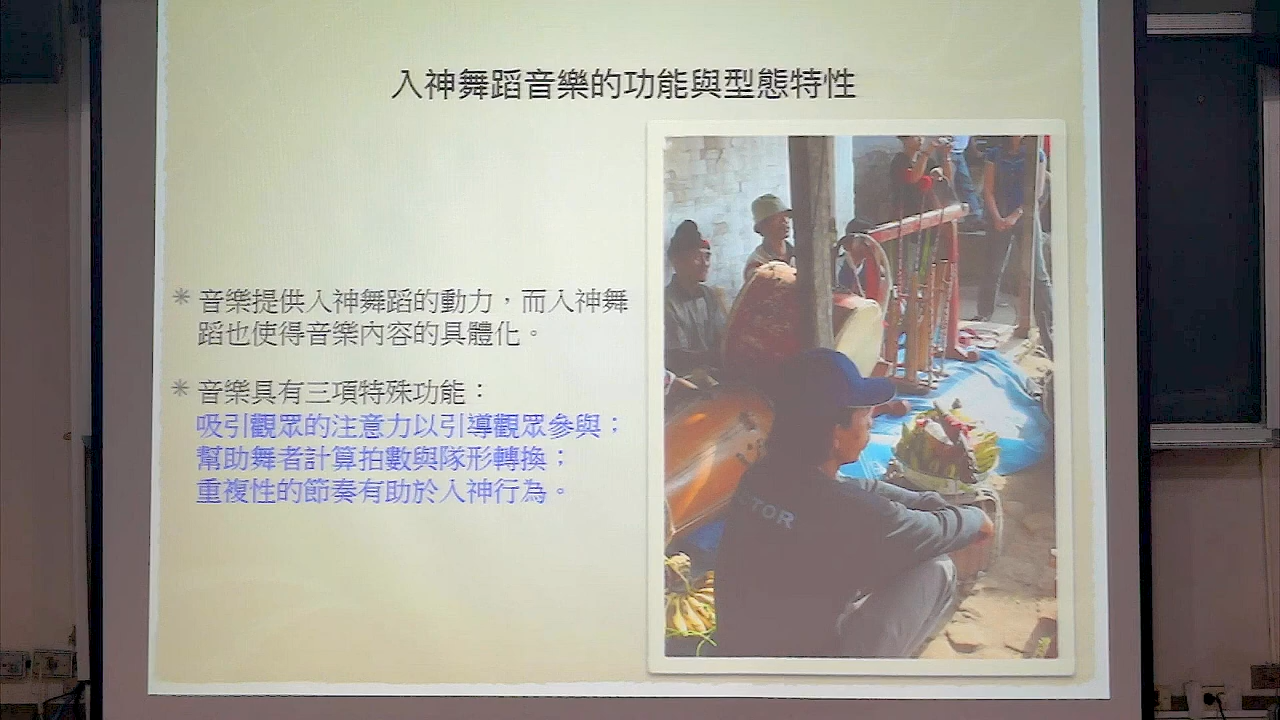 入神舞蹈音樂的功能與型態特性
音樂提供入神舞蹈的動力，而入神舞
蹈也使得音樂內容的具體化。
音樂具有三項特殊功能：
吸引觀眾的注意力以引導觀眾參與；
幫助舞者計算拍數與隊形轉換；
重複性的節奏有助於入神行為。
TOR